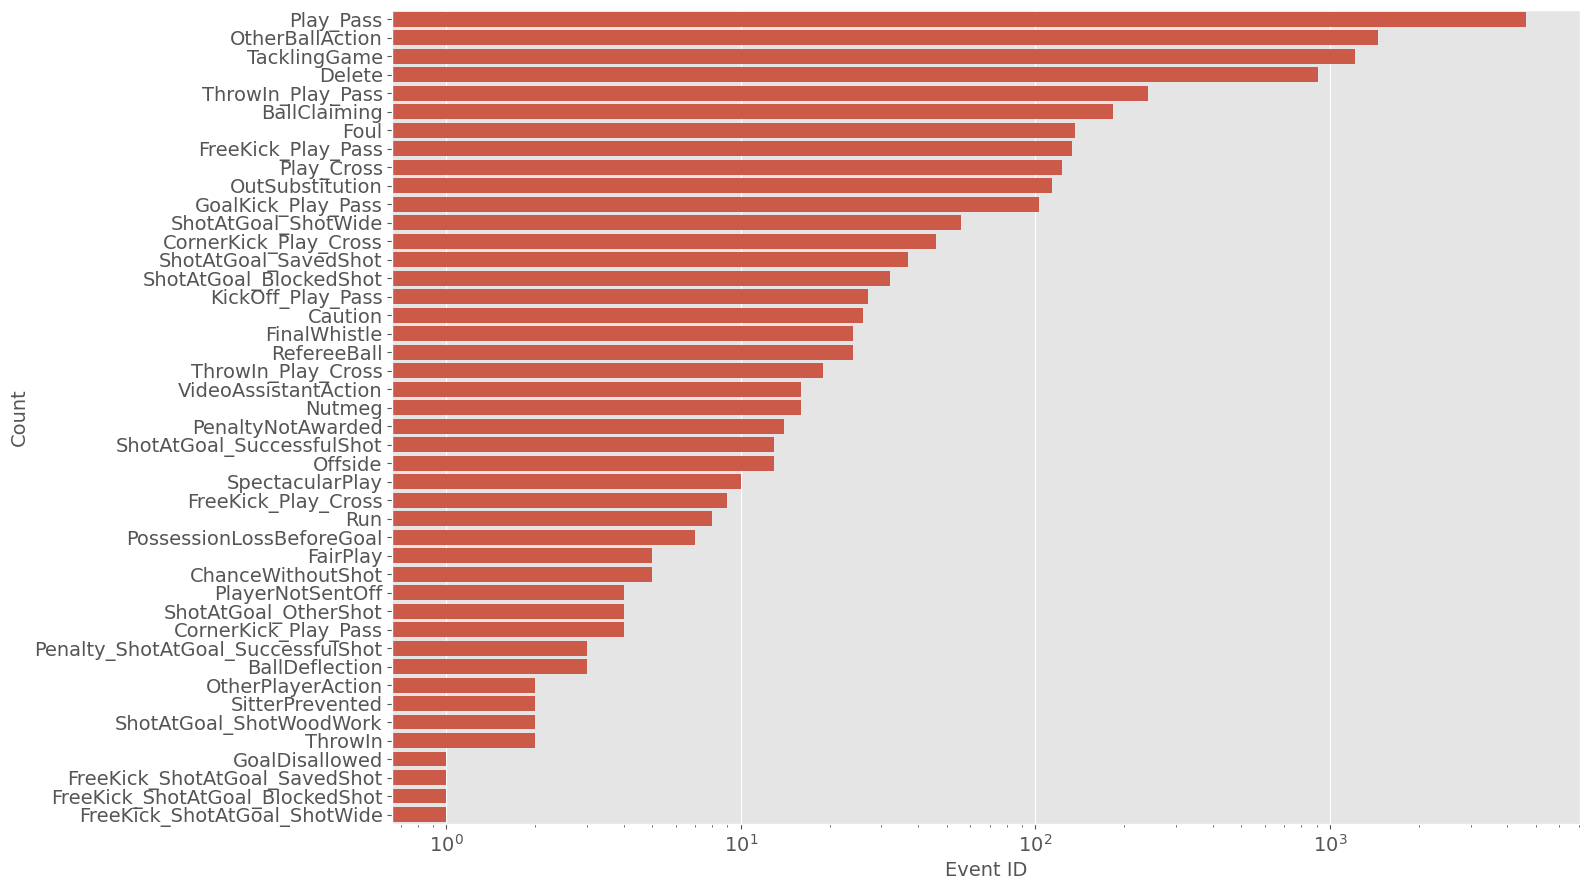 Play_Pass
OtherBallAction
TacklingGame
Delete
ThrowIn_Play_Pass
BallClaiming
Foul
FreeKick_Play_Pass
Play_Cross
OutSubstitution
GoalKick_Play_Pass
ShotAtGoal_ShotWide
CornerKick_Play_Cross
ShotAtGoal_SavedShot
ShotAtGoal_BlockedShot
KickOff_Play_Pass
Caution
FinalWhistle
RefereeBall
ThrowIn_Play_Cross
VideoAssistantAction
Nutmeg
PenaltyNotAwarded
ShotAtGoal_SuccessfulShot
Offside
SpectacularPlay
FreeKick_Play_Cross
Run
PossessionLossBeforeGoal
FairPlay
ChanceWithoutShot
PlayerNotSentOff
ShotAtGoal_OtherShot
CornerKick_Play_Pass
Penalty_ShotAtGoal_SuccessfulShot
BallDeflection
OtherPlayerAction
SitterPrevented
ShotAtGoal_ShotWoodWork
ThrowIn
GoalDisallowed
FreeKick_ShotAtGoal_SavedShot
FreeKick_ShotAtGoal_BlockedShot
FreeKick_ShotAtGoal_ShotWide
Count
10⁰ 10¹ 10² 10³
Event ID